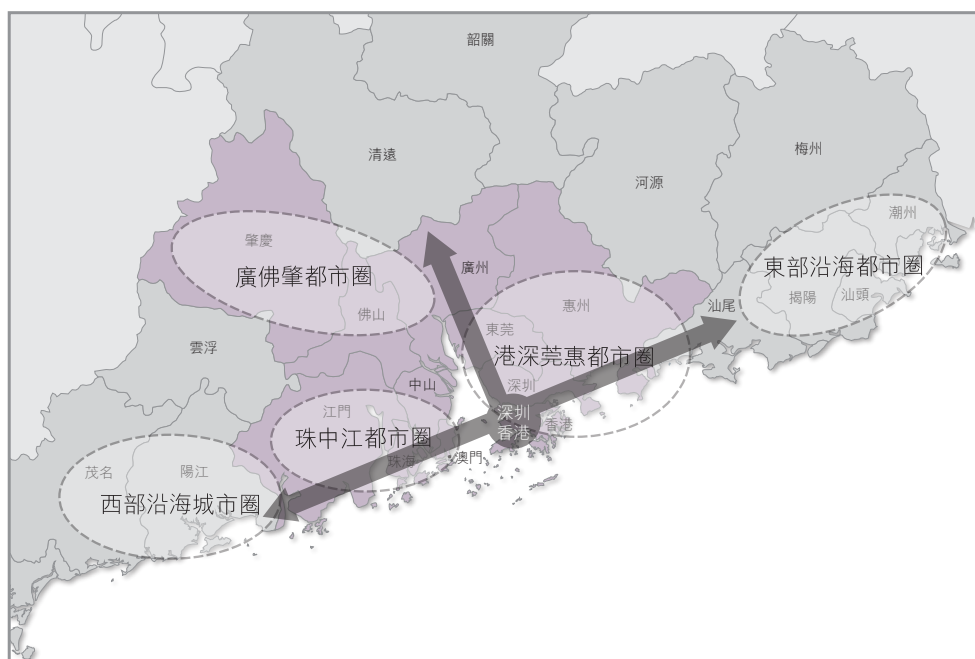 韶關
清遠
梅州
河源
潮州
肇慶
廣佛肇都市圈
廣州
東部沿海都市圈
揭陽
汕頭
汕尾
惠州
佛山
東莞
港深莞惠都市圈
雲浮
深圳
中山
江門
深圳
香港
香港
珠中江都市圈
珠海
澳門
茂名
陽江
西部沿海城市圈